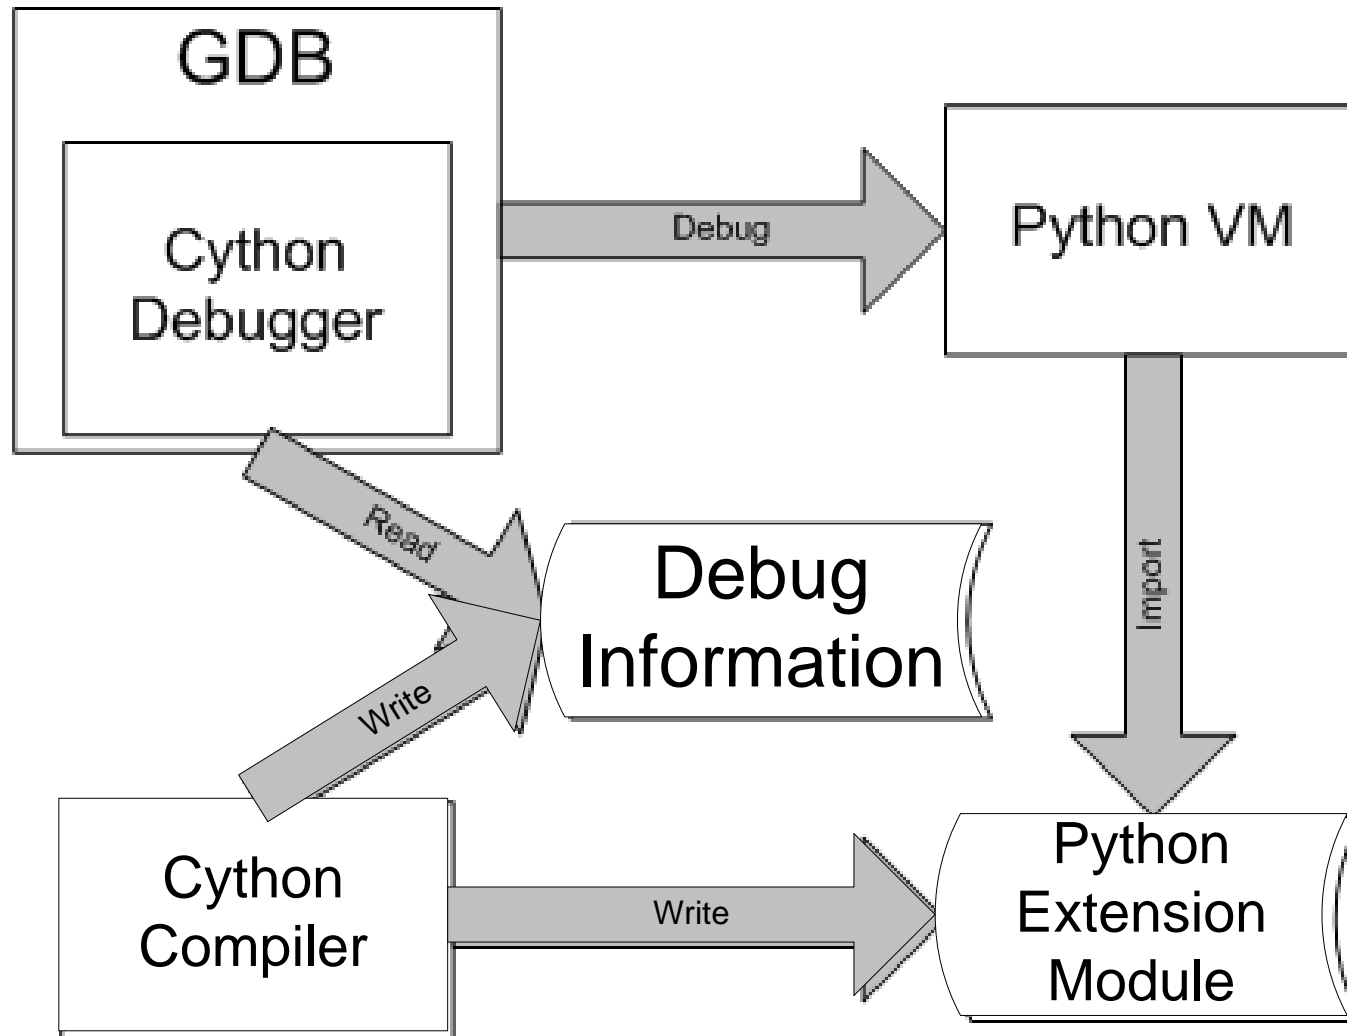 GDB
Cython
Debugger
Debug
Python VM
Read
Debug
Information
Import
Write
Cython
Compiler
Write
Python
Extension
Module